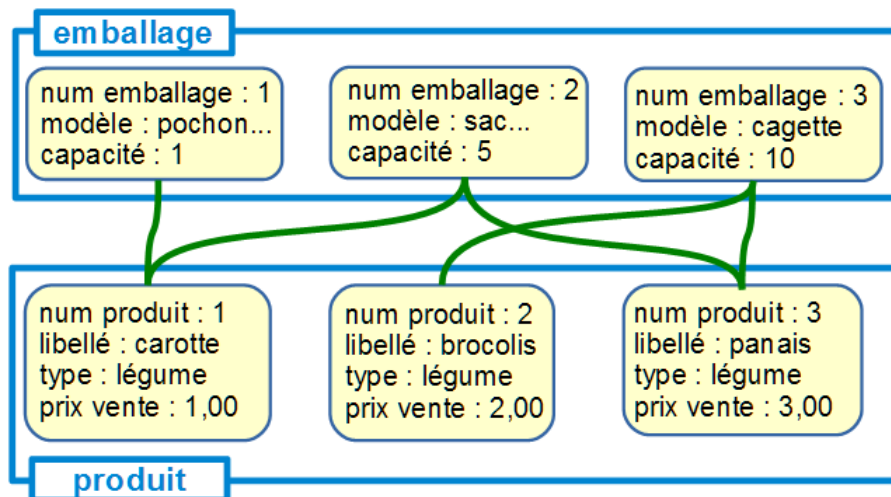 emballage
num emballage : 1
modèle : pochon...
capacité : 1
num emballage : 2
modèle : sac...
capacité : 5
num emballage : 3
modèle : cagette
capacité : 10
num produit : 1
libellé : carotte
type : légume
prix vente : 1,00
num produit : 2
libellé : brocolis
type : légume
prix vente : 2,00
num produit : 3
libellé : panais
type : légume
prix vente : 3,00
produit